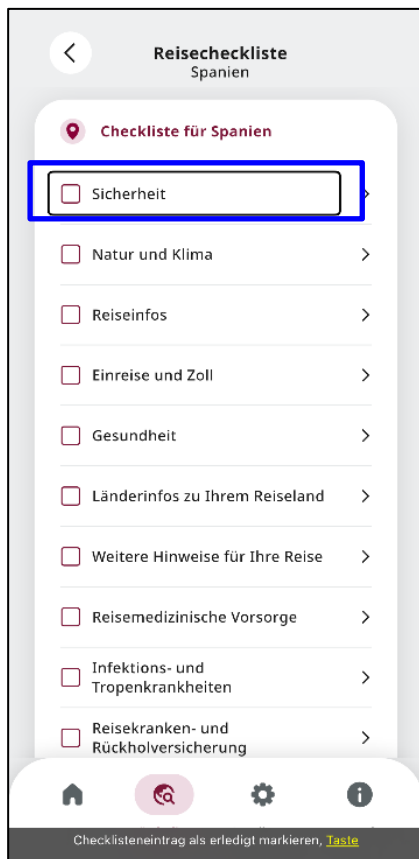 Reisecheckliste
Spanien
Checkliste für Spanien
Sicherheit
Natur und Klima
Reiseinfos
Einreise und Zoll
Gesundheit
Länderinfos zu Ihrem Reiseland
Weitere Hinweise für Ihre Reise
Reisemedizinische Vorsorge
Infektions- und
Tropenkrankheiten
Reisekranken- und
Rückholversicherung
Checklisteneintrag als erledigt markieren, Taste